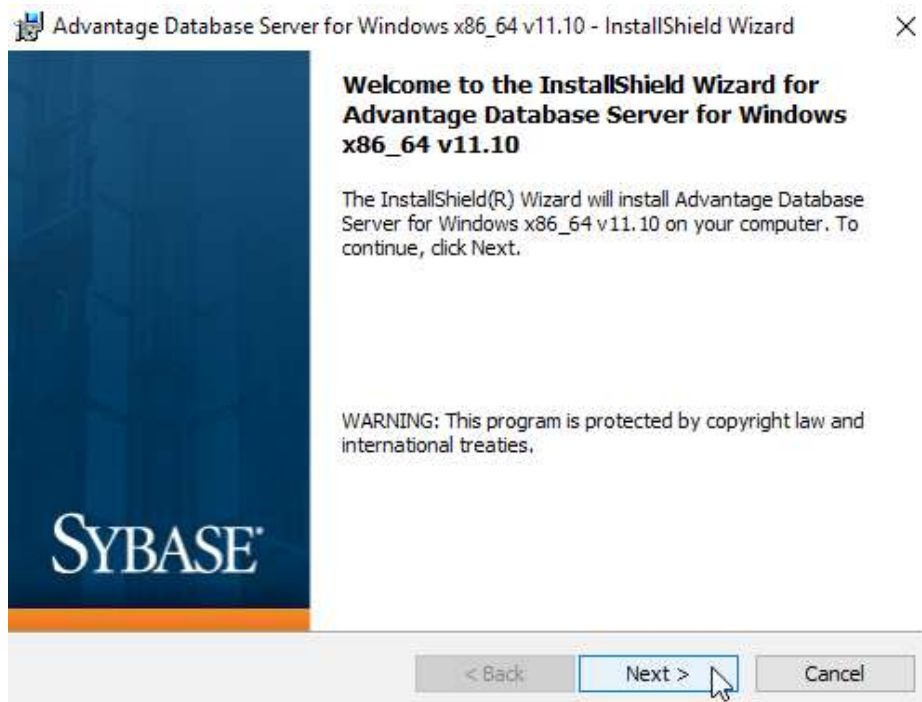 Advantage Database Server for Windows x86_64 v11.10 - InstallShield Wizard
Welcome to the InstallShield Wizard for
Advantage Database Server for Windows
x86_64 v11.10
The InstallShield(R) Wizard will install Advantage Database
Server for Windows x86_64 v11.10 on your computer. To
continue, click Next.
WARNING: This program is protected by copyright law and
international treaties.
SYBASE®
< Back
Next >
Cancel